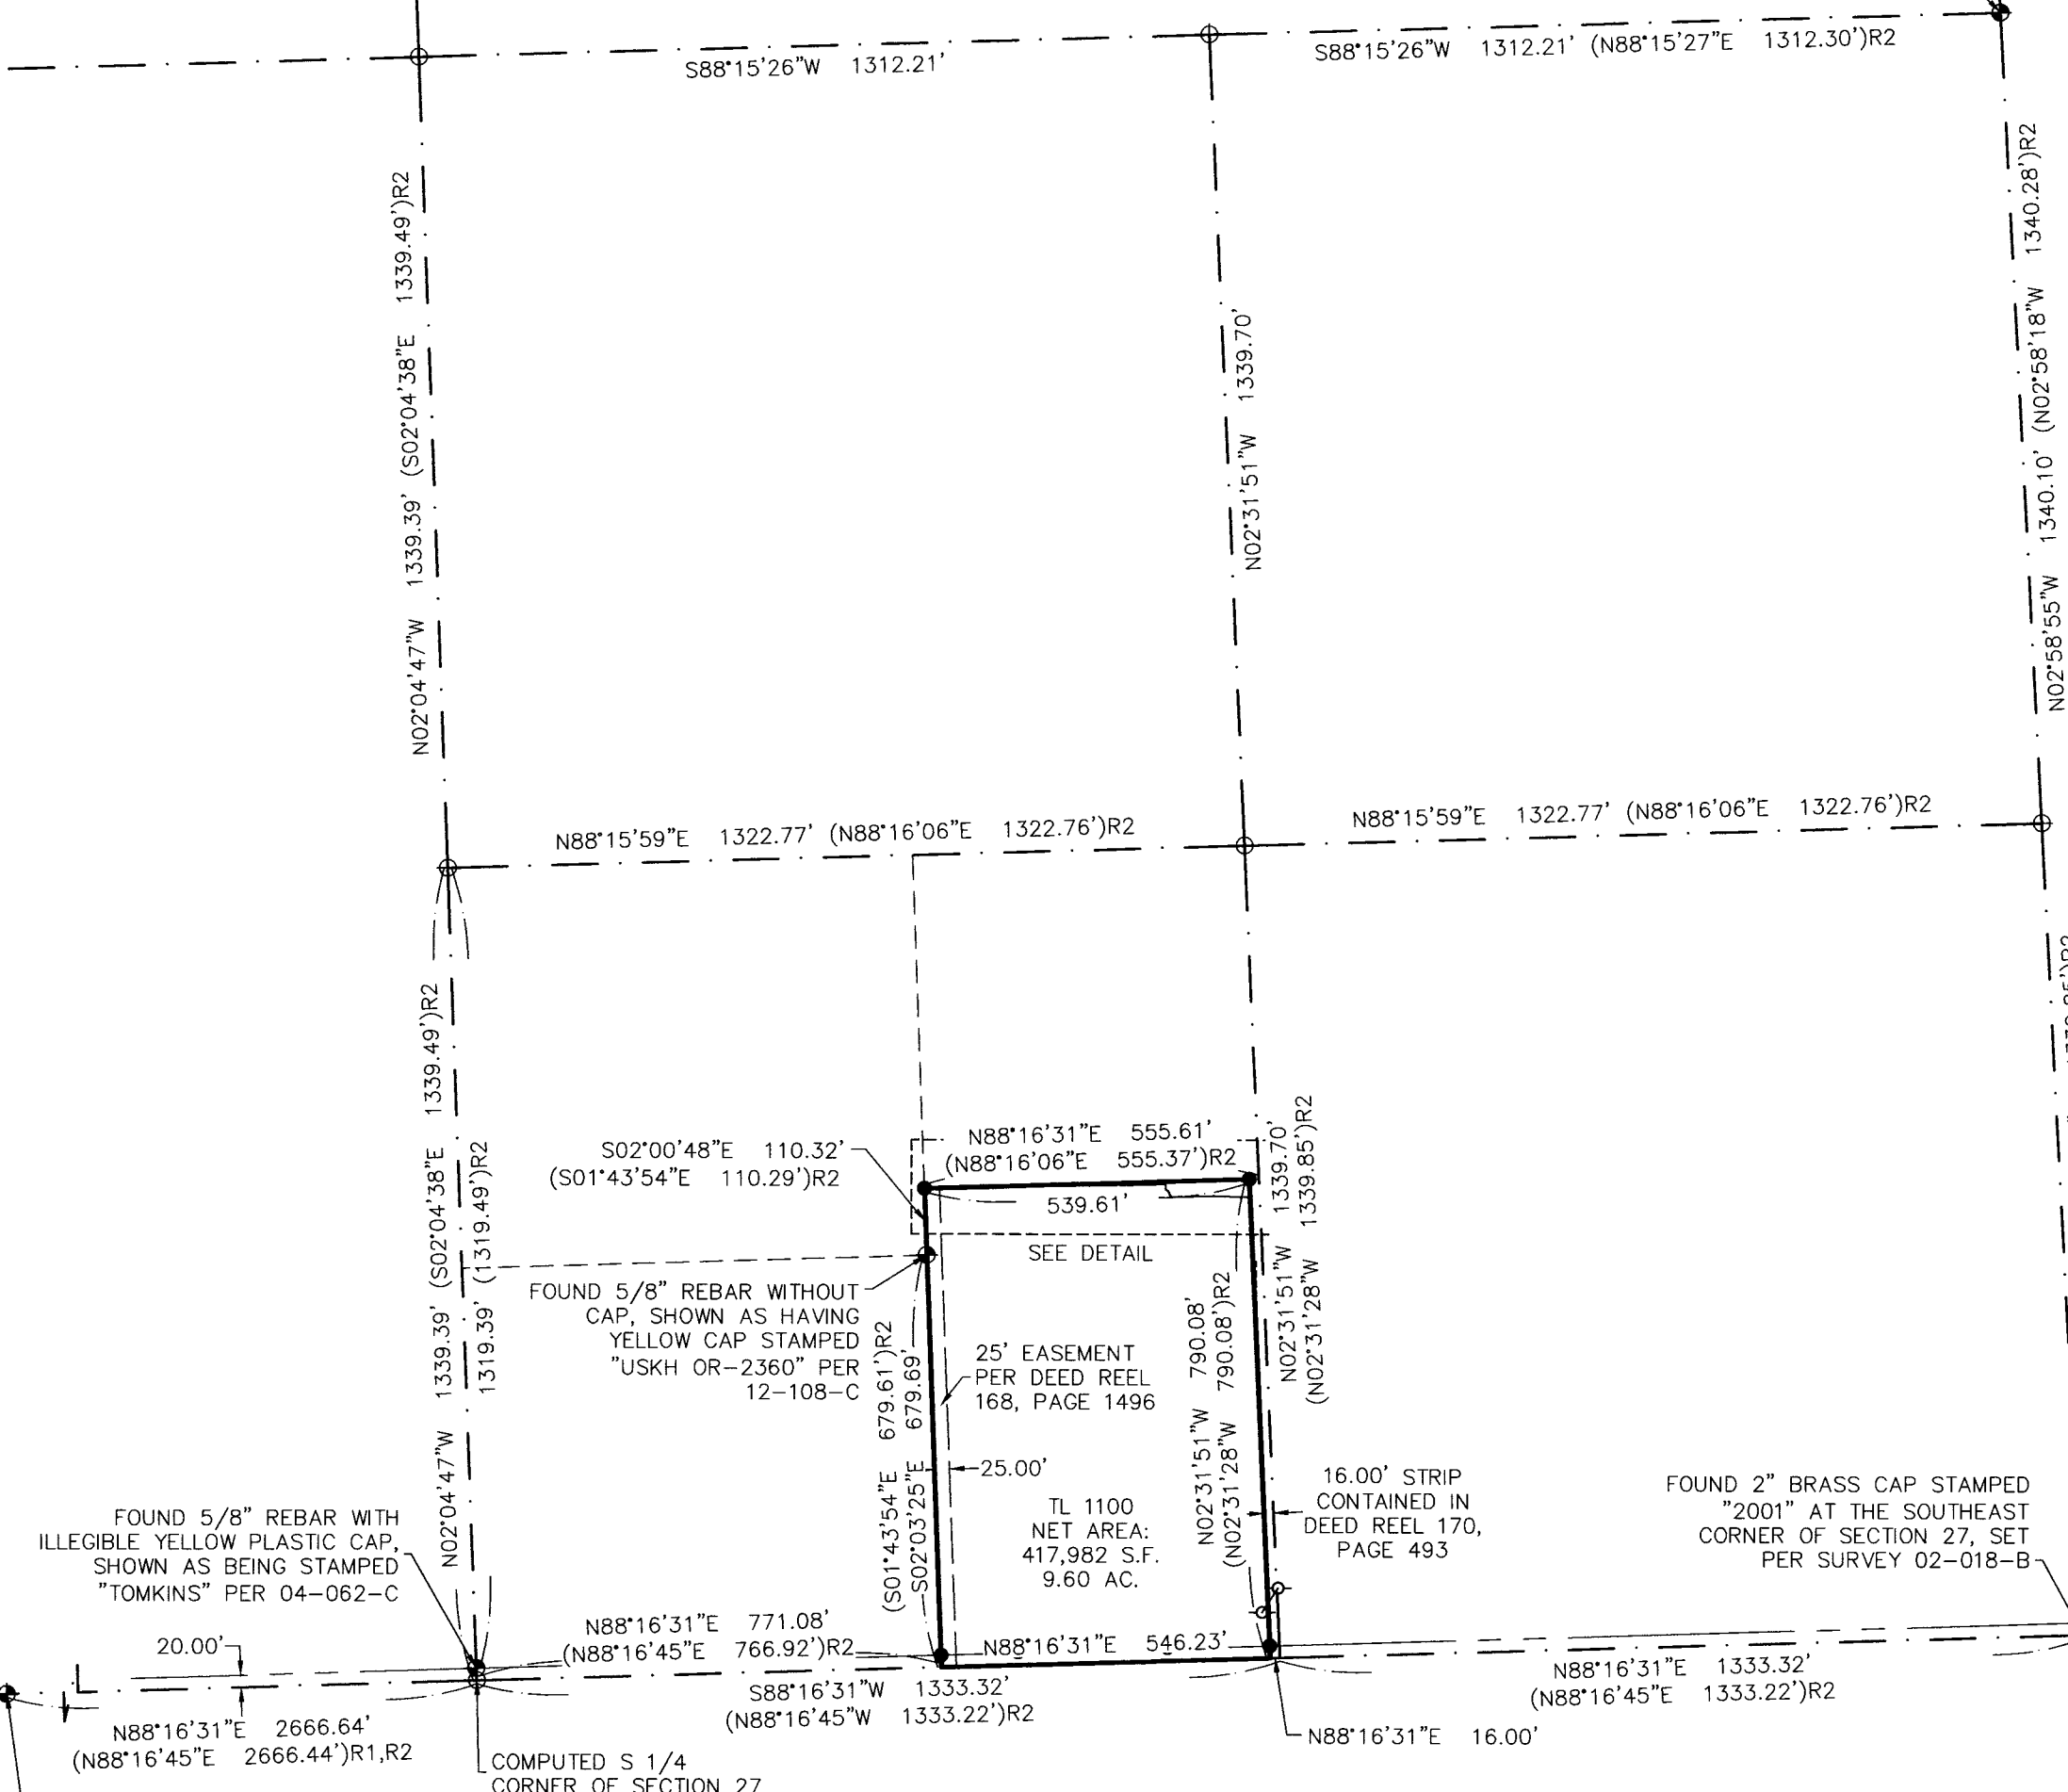 S88°15'26"W 1312.21'
S88°15'26"W 1312.21' (N88°15'27"E 1312.30')R2
N02°04'47"W 1339.39' (S02°04'38"E 1339.49')R2
N02°31'51"W 1339.70'
N02°58'55"W 1340.10' (N02°58'18"W 1340.28')R2
N88°15'59"E 1322.77' (N88°16'06"E 1322.76')R2
N88°15'59"E 1322.77' (N88°16'06"E 1322.76')R2
N02°04'47"W 1339.39' (S02°04'38"E 1339.49')R2
1319.39' (1319.49')R2
S02°00'48"E 110.32'
(S01°43'54"E 110.29')R2
N88°16'31"E 555.61'
(N88°16'06"E 555.37')R2
539.61'
SEE DETAIL
N02°31'51"W 1339.70'
(N02°31'28"W 1339.85')R2
FOUND 5/8" REBAR WITHOUT
CAP, SHOWN AS HAVING
YELLOW CAP STAMPED
"USKH OR-2360" PER
12-108-C
(S01°43'54"E 679.61')R2
S02°03'25"E 679.69'
25' EASEMENT
PER DEED REEL
168, PAGE 1496
25.00'
N02°31'51"W 790.08'
(N02°31'28"W 790.08')R2
TL 1100
NET AREA:
417,982 S.F.
9.60 AC.
16.00' STRIP
CONTAINED IN
DEED REEL 170,
PAGE 493
FOUND 2" BRASS CAP STAMPED
"2001" AT THE SOUTHEAST
CORNER OF SECTION 27, SET
PER SURVEY 02-018-B
FOUND 5/8" REBAR WITH
ILLEGIBLE YELLOW PLASTIC CAP,
SHOWN AS BEING STAMPED
"TOMKINS" PER 04-062-C
20.00'
N88°16'31"E 771.08'
(N88°16'45"E 766.92')R2
N88°16'31"E 546.23'
S88°16'31"W 1333.32'
(N88°16'45"W 1333.22')R2
N88°16'31"E 1333.32'
(N88°16'45"E 1333.22')R2
N88°16'31"E 2666.64'
(N88°16'45"E 2666.44')R1,R2
N88°16'31"E 16.00'
COMPUTED S 1/4
CORNER OF SECTION 27